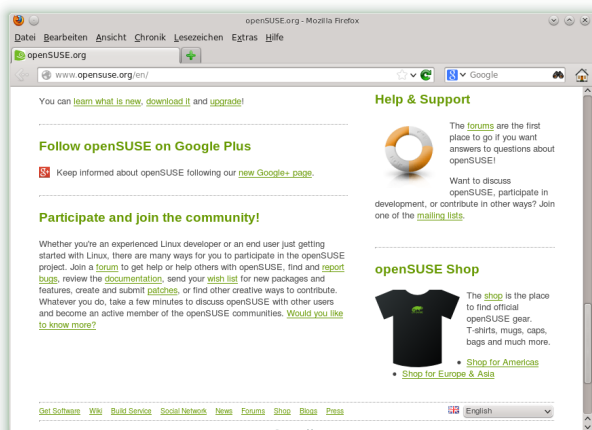 openSUSE.org - Mozilla Firefox
Datei Bearbeiten Ansicht Chronik Lesezeichen Extras Hilfe
openSUSE.org
www.opensuse.org/en/
Google
You can learn what is new, download it and upgrade!
Follow openSUSE on Google Plus
Keep informed about openSUSE following our new Google+ page.
Participate and join the community!
Whether you're an experienced Linux developer or an end user just getting
started with Linux, there are many ways for you to participate in the openSUSE
project. Join a forum to get help or help others with openSUSE, find and report
bugs, review the documentation, send your wish list for new packages and
features, create and submit patches, or find other creative ways to contribute.
Whatever you do, take a few minutes to discuss openSUSE with other users
and become an active member of the openSUSE communities. Would you like
to know more?
Help & Support
The forums are the first
place to go if you want
answers to questions about
openSUSE!
Want to discuss
openSUSE, participate in
development, or contribute in other ways? Join
one of the mailing lists.
openSUSE Shop
The shop is the place
to find official
openSUSE gear.
T-shirts, mugs, caps,
bags and much more.
Shop for Americas
Shop for Europe & Asia
Get Software Wiki Build Service Social Network News Forums Shop Blogs Press
English